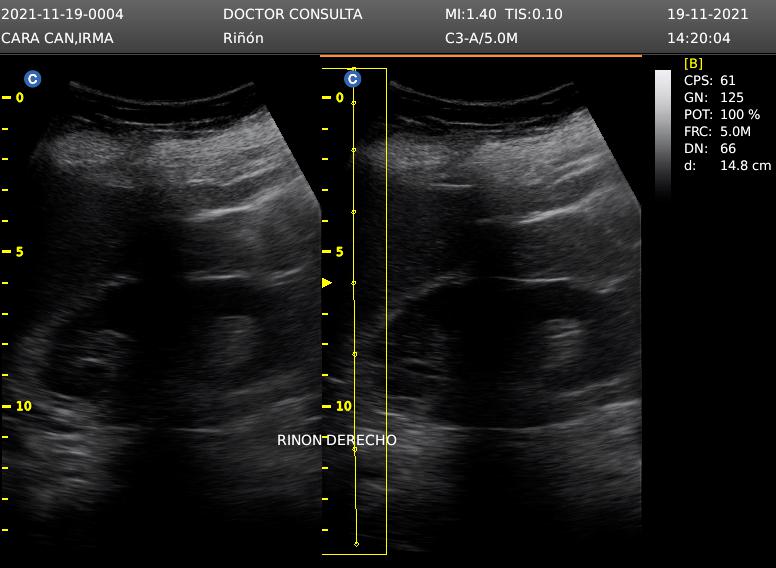 2021-11-19-0004 DOCTOR CONSULTA MI:1.40 TIS:0.10 19-11-2021
CARA CAN,IRMA Riñón C3-A/5.0M 14:20:04
[B]
CPS: 61
GN: 125
POT: 100 %
FRC: 5.0M
DN: 66
d: 14.8 cm
C C
0 0
5 5
10 10
RINON DERECHO